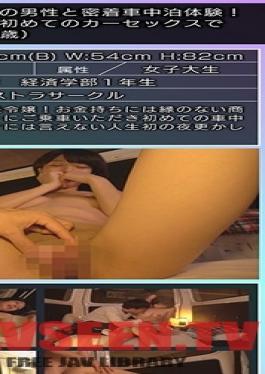 の男性と密着車中泊体験！
初めてのカーセックスで
歳）
cm(B) W:54cm H:82cm
属性 / 女子大生
経済学部1年生
ストラサークル
令嬢！お金持ちには縁のない商
にご乗車いただき初めての車中
には言えない人生初の夜更かし
VSEEN.TV
FREE JAV LIBRARY